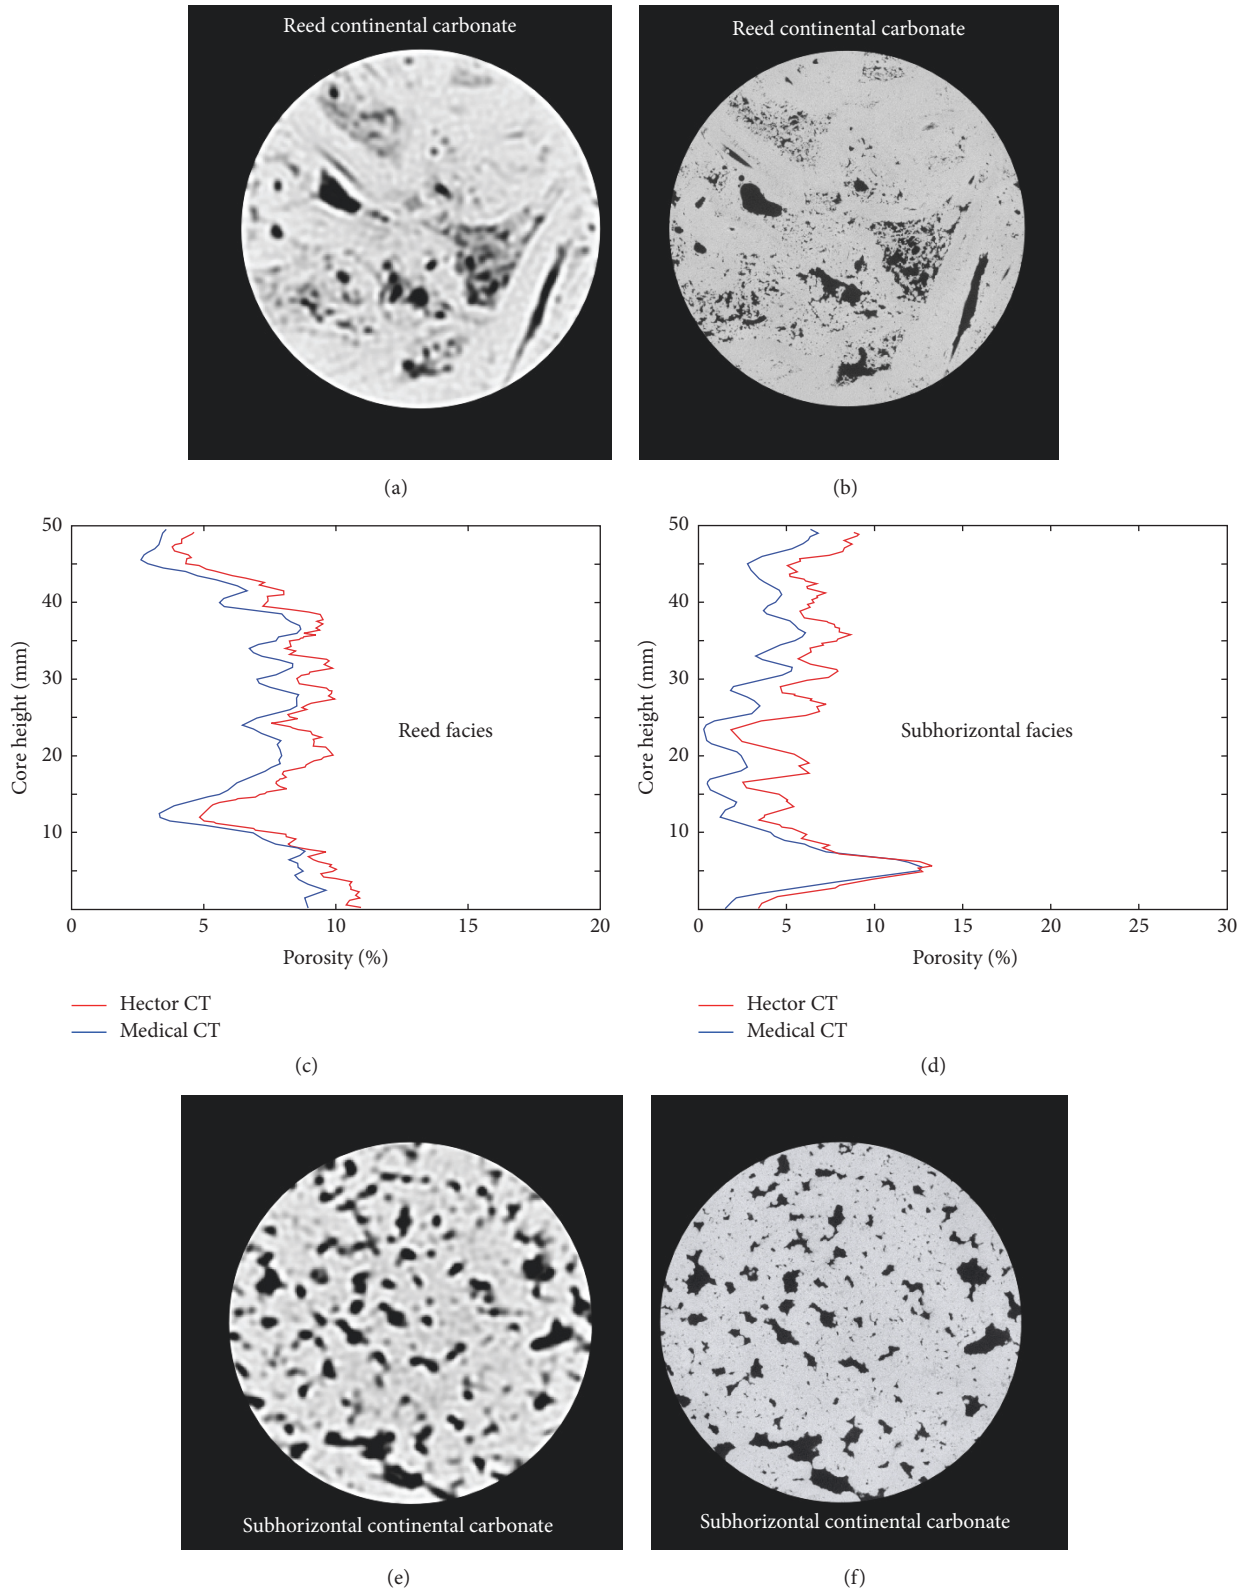 Reed continental carbonate
Reed continental carbonate
(a)
(b)
50
40
30
20
10
0
5
10
15
20
Core height (mm)
Porosity (%)
Reed facies
Hector CT
Medical CT
(c)
50
40
30
20
10
0
5
10
15
20
25
30
Core height (mm)
Porosity (%)
Subhorizontal facies
Hector CT
Medical CT
(d)
Subhorizontal continental carbonate
Subhorizontal continental carbonate
(e)
(f)